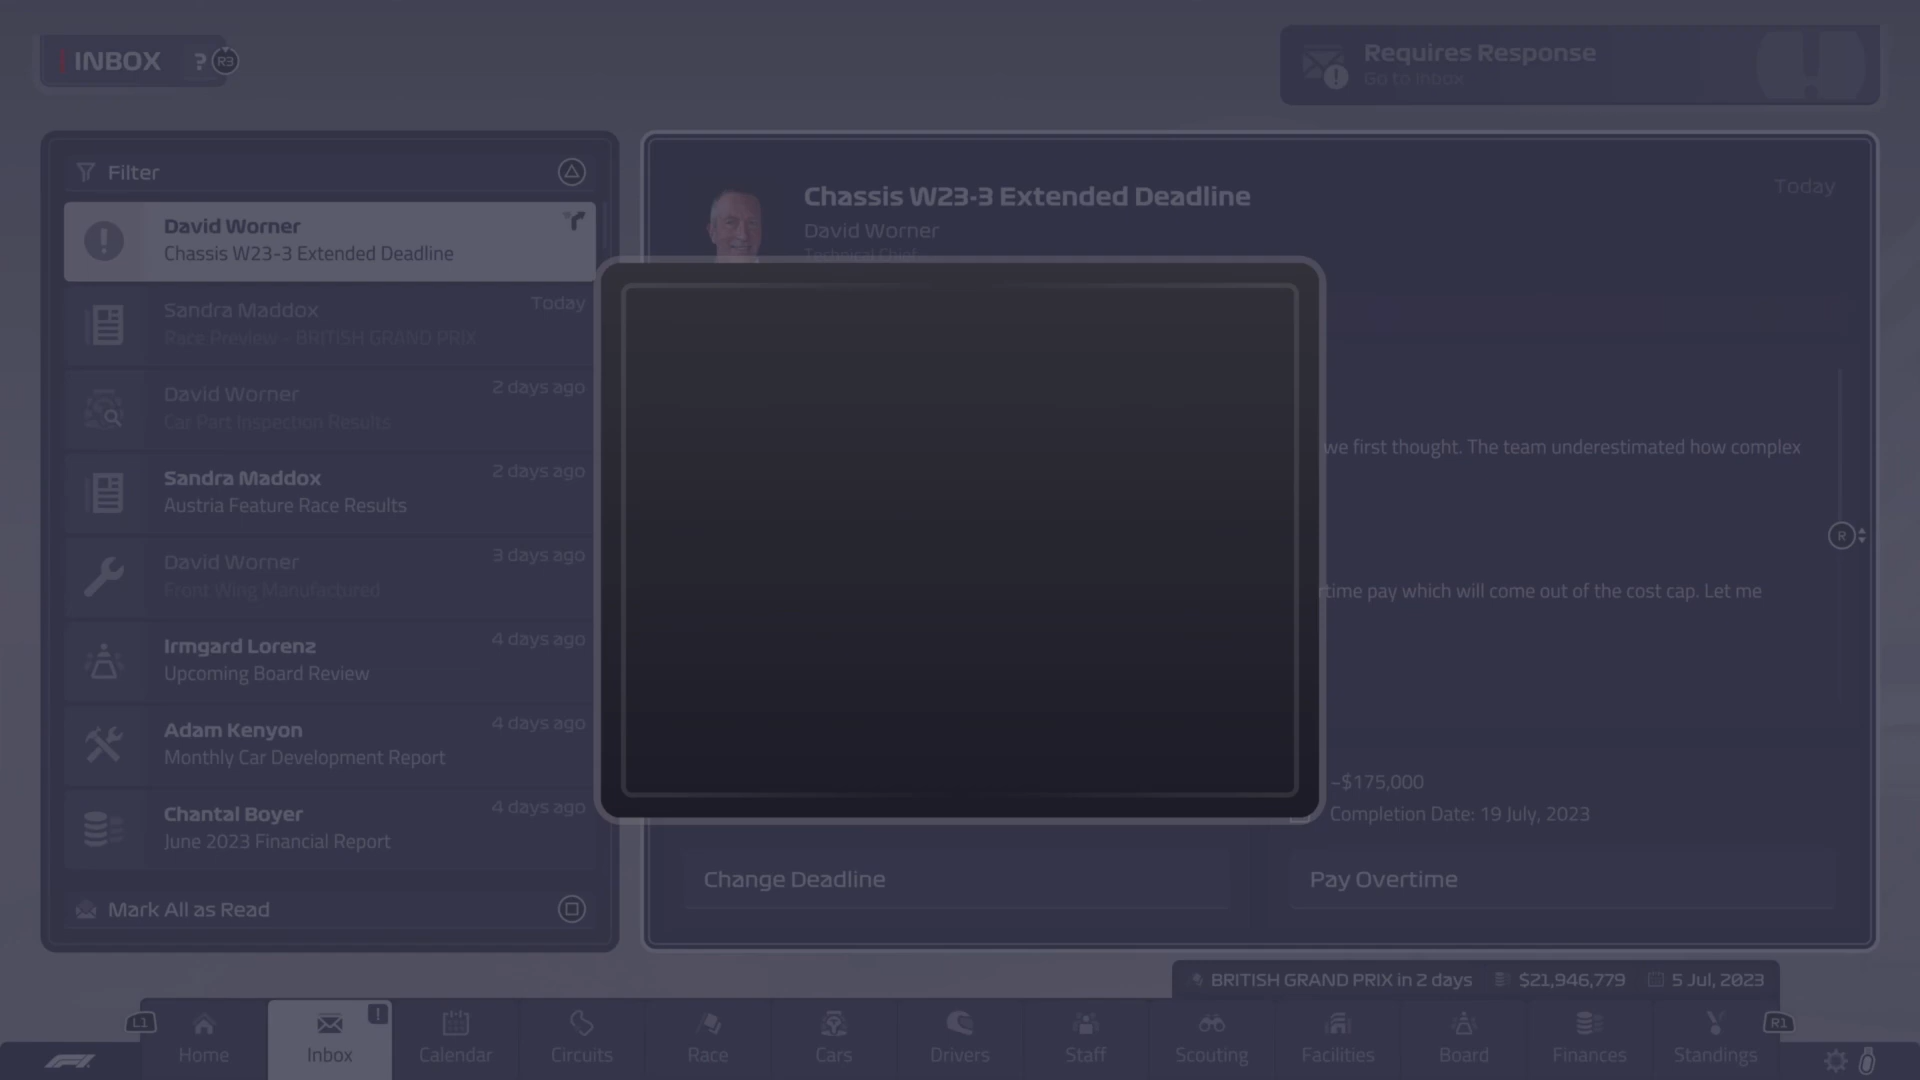 INBOX ? R3
Requires Response
Go to Inbox
Filter
David Worner
Chassis W23-3 Extended Deadline
Sandra Maddox
Today
Race Preview - BRITISH GRAND PRIX
David Worner
2 days ago
Car Part Inspection Results
Sandra Maddox
2 days ago
Austria Feature Race Results
David Worner
3 days ago
Front Wing Manufactured
Irmgard Lorenz
4 days ago
Upcoming Board Review
Adam Kenyon
4 days ago
Monthly Car Development Report
Chantal Boyer
4 days ago
June 2023 Financial Report
Mark All as Read
Chassis W23-3 Extended Deadline
Today
David Worner
Technical Chief
we first thought. The team underestimated how complex
R
time pay which will come out of the cost cap. Let me
-$175,000
Completion Date: 19 July, 2023
Change Deadline
Pay Overtime
BRITISH GRAND PRIX in 2 days $21,946,779 5 Jul, 2023
L1 Home Inbox Calendar Circuits Race Cars Drivers Staff Scouting Facilities Board Finances Standings R1